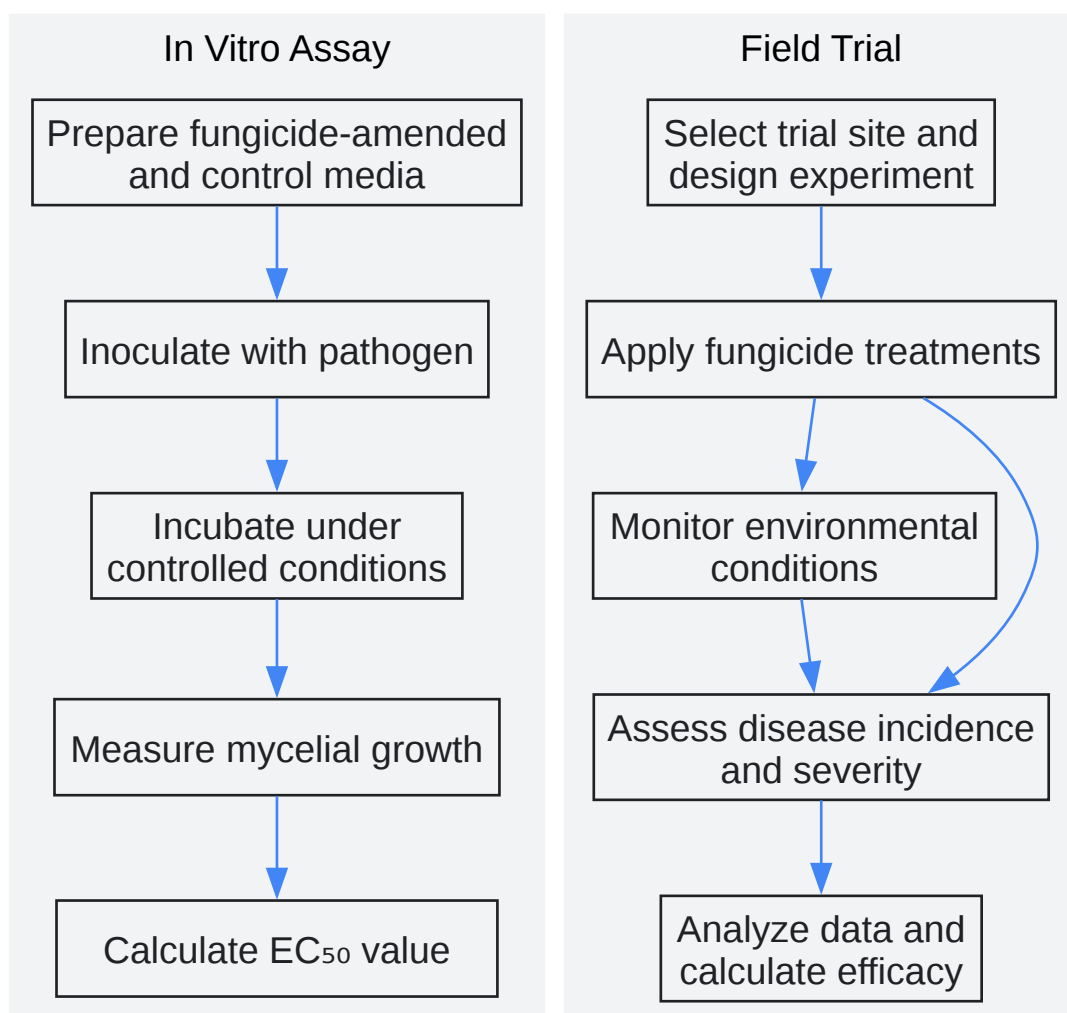 In Vitro Assay
Prepare fungicide-amended
and control media
Inoculate with pathogen
Incubate under
controlled conditions
Measure mycelial growth
Calculate EC₅₀ value
Field Trial
Select trial site and
design experiment
Apply fungicide treatments
Monitor environmental
conditions
Assess disease incidence
and severity
Analyze data and
calculate efficacy